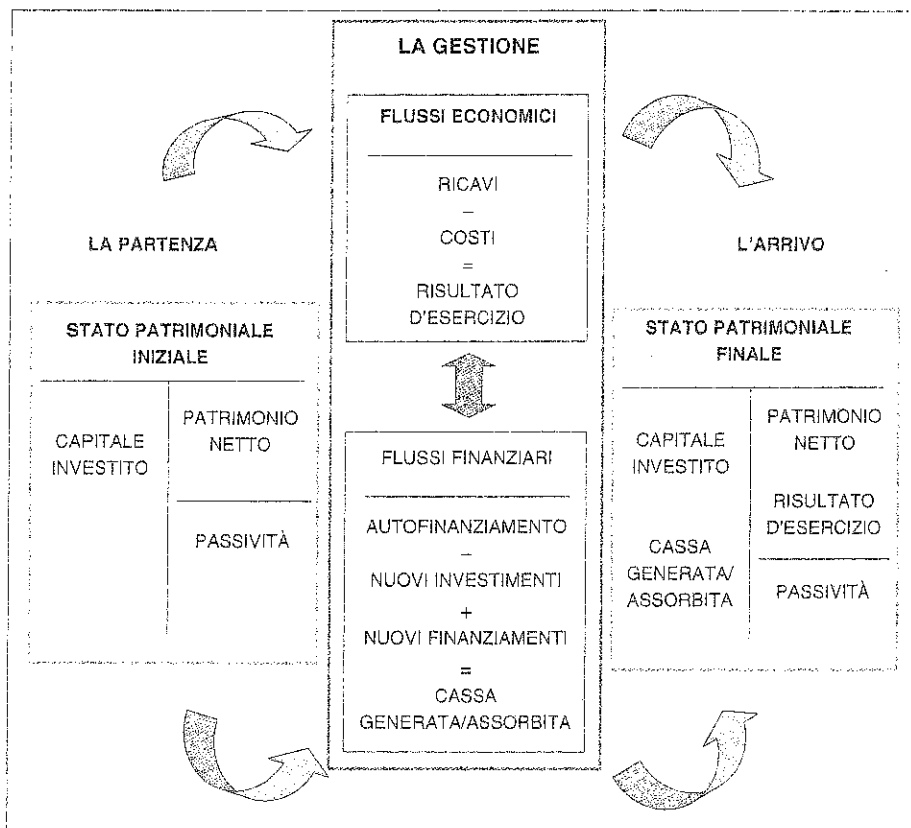 LA GESTIONE
FLUSSI ECONOMICI
RICAVI
–
COSTI
=
RISULTATO
D'ESERCIZIO
LA PARTENZA
L'ARRIVO
STATO PATRIMONIALE
INIZIALE
CAPITALE
INVESTITO
PATRIMONIO
NETTO
PASSIVITÀ
FLUSSI FINANZIARI
AUTOFINANZIAMENTO
–
NUOVI INVESTIMENTI
+
NUOVI FINANZIAMENTI
=
CASSA
GENERATA/ASSORBITA
STATO PATRIMONIALE
FINALE
CAPITALE
INVESTITO
CASSA
GENERATA/
ASSORBITA
PATRIMONIO
NETTO
RISULTATO
D'ESERCIZIO
PASSIVITÀ